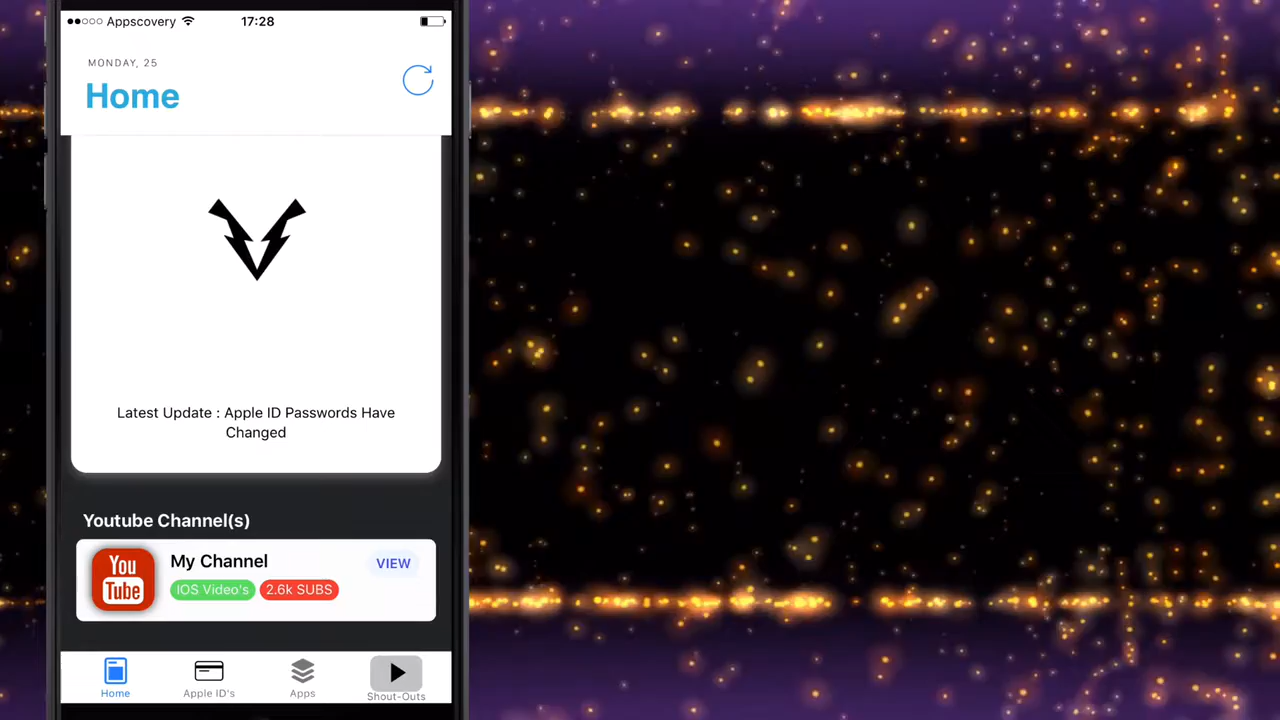 Appscovery 17:28
MONDAY, 25
Home
Latest Update : Apple ID Passwords Have
Changed
Youtube Channel(s)
You
Tube
My Channel
VIEW
IOS Video's 2.6k SUBS
Home Apple ID's Apps Shout-Outs